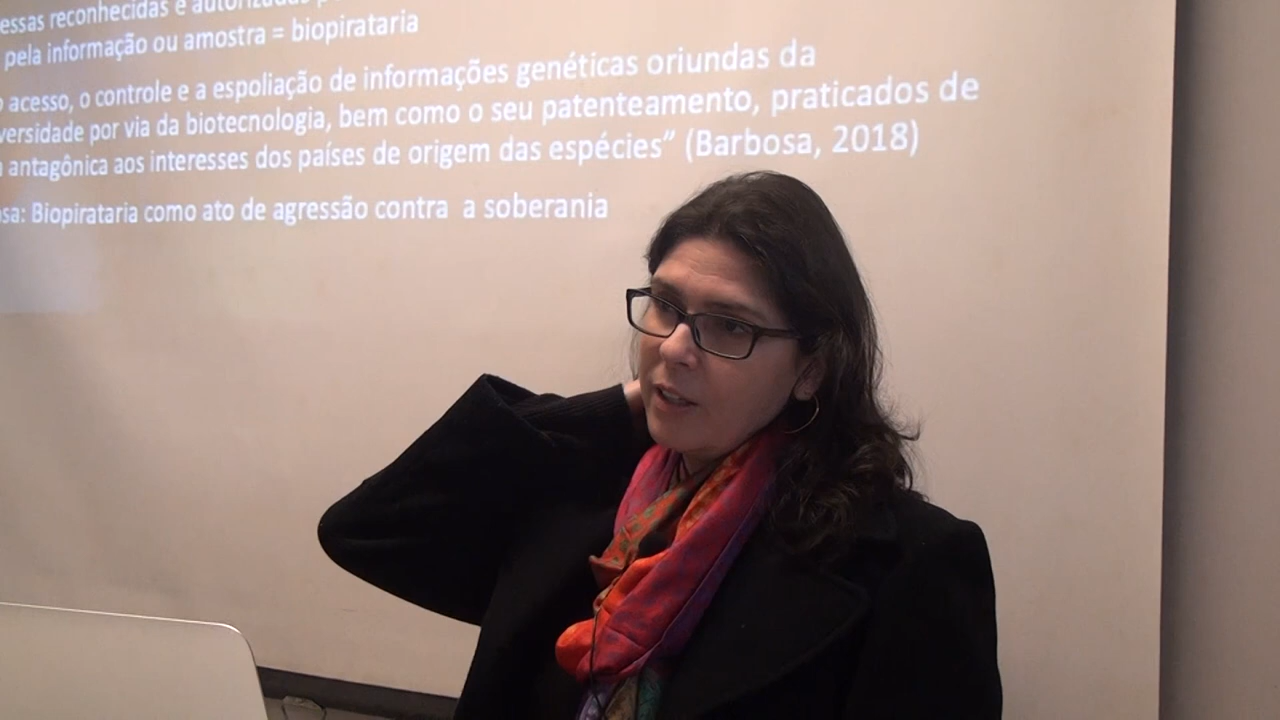 essas reconhecidas e autorizadas
pela informação ou amostra = biopirataria
acesso, o controle e a espoliação de informações genéticas oriundas da
versidade por via da biotecnologia, bem como o seu patenteamento, praticados de
antagônica aos interesses dos países de origem das espécies” (Barbosa, 2018)
sa: Biopirataria como ato de agressão contra a soberania